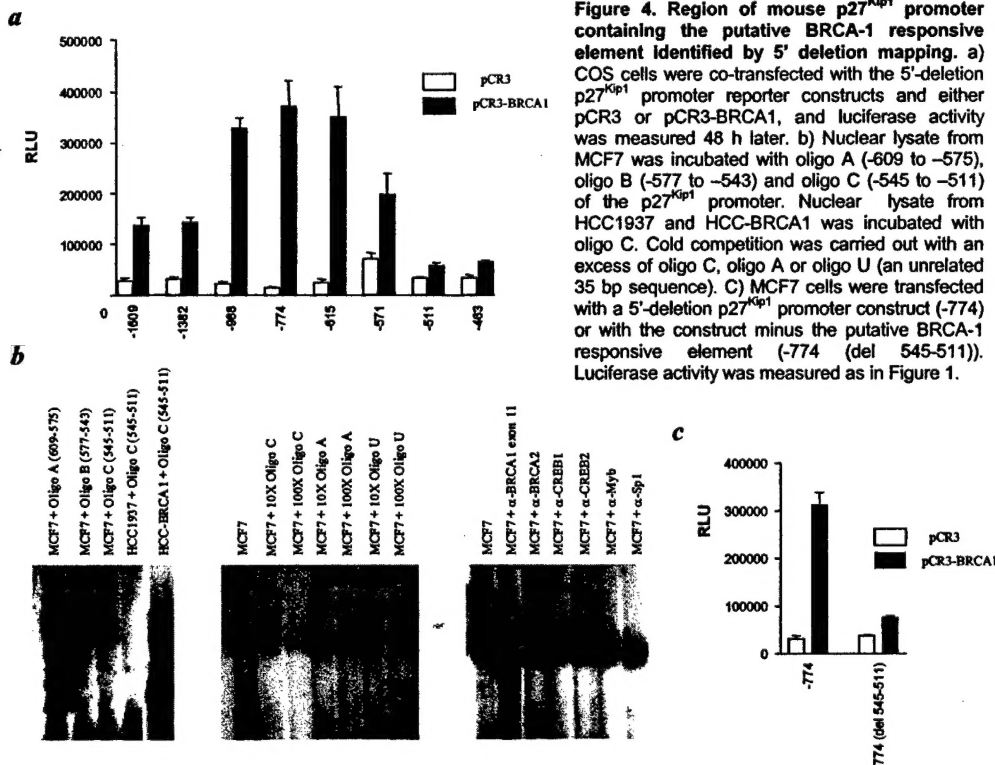 a
500000
400000
300000
200000
100000
0
RLU
pCR3
pCR3-BRCA1
-1609
-1382
-968
-774
-615
-571
-511
-463
Figure 4. Region of mouse p27Kip1 promoter
containing the putative BRCA-1 responsive
element identified by 5' deletion mapping. a)
COS cells were co-transfected with the 5'-deletion
p27Kip1 promoter reporter constructs and either
pCR3 or pCR3-BRCA1, and luciferase activity
was measured 48 h later. b) Nuclear lysate from
MCF7 was incubated with oligo A (-609 to –575),
oligo B (-577 to –543) and oligo C (-545 to –511)
of the p27Kip1 promoter. Nuclear lysate from
HCC1937 and HCC-BRCA1 was incubated with
oligo C. Cold competition was carried out with an
excess of oligo C, oligo A or oligo U (an unrelated
35 bp sequence). C) MCF7 cells were transfected
with a 5'-deletion p27Kip1 promoter construct (-774)
or with the construct minus the putative BRCA-1
responsive element (-774 (del 545-511)).
Luciferase activity was measured as in Figure 1.
b
MCF7 + Oligo A (609-575)
MCF7 + Oligo B (577-543)
MCF7 + Oligo C (545-511)
HCC1937 + Oligo C (545-511)
HCC-BRCA1 + Oligo C (545-511)
MCF7
MCF7 + 10X Oligo C
MCF7 + 100X Oligo C
MCF7 + 10X Oligo A
MCF7 + 100X Oligo A
MCF7 + 10X Oligo U
MCF7 + 100X Oligo U
MCF7
MCF7 + α-BRCA1 exon 11
MCF7 + α-BRCA2
MCF7 + α-CREB1
MCF7 + α-CREB2
MCF7 + α-Myb
MCF7 + α-Sp1
c
400000
300000
200000
100000
0
RLU
pCR3
pCR3-BRCA1
-774
774 (del 545-511)